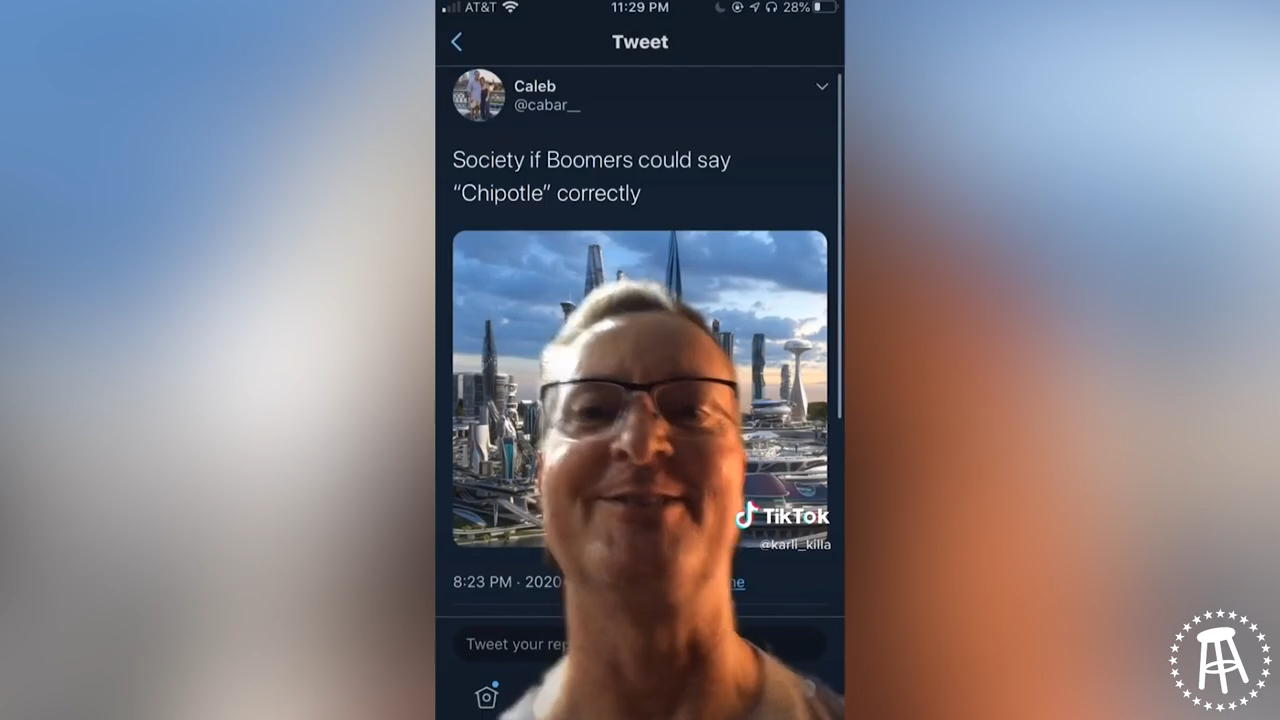 AT&T 11:29 PM 28%
Tweet
Caleb
@cabar__
Society if Boomers could say
“Chipotle” correctly
TikTok
@karli_killa
8:23 PM · 2020
Tweet your